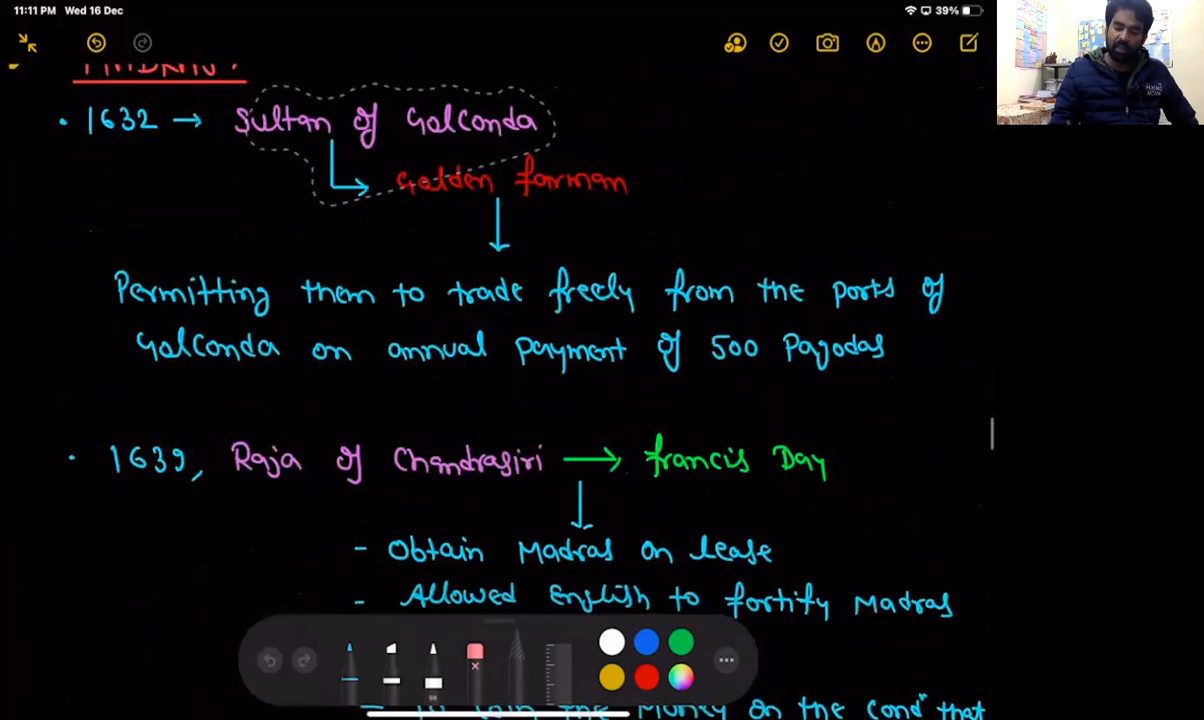 11:11 PM Wed 16 Dec
39%
• 1632 → Sultan of Golconda
Golden farman
Permitting them to trade freely from the ports of
Golconda on annual payment of 500 Pagodas
• 1639, Raja of Chandragiri → francis Day
- Obtain Madras on lease
- Allowed English to fortify Madras
money on the condn that